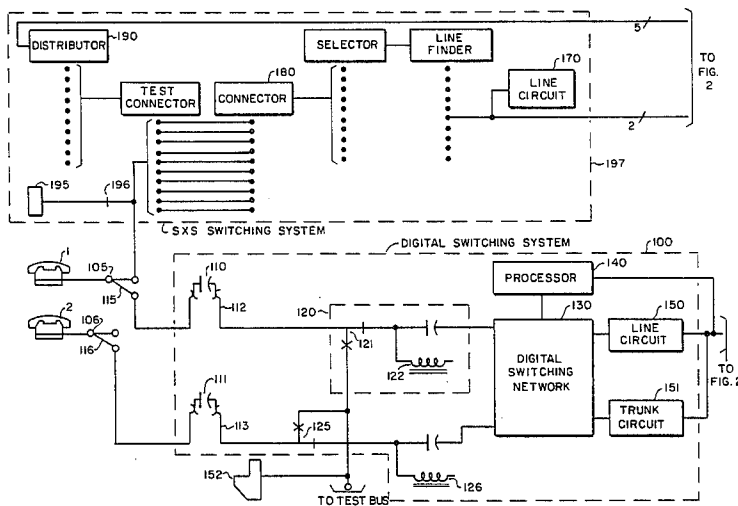 190
DISTRIBUTOR
SELECTOR
LINE
FINDER
5
TO
FIG.
2
180
170
TEST
CONNECTOR
CONNECTOR
LINE
CIRCUIT
2
195
196
197
SXS SWITCHING SYSTEM
DIGITAL SWITCHING SYSTEM
100
1
105
115
110
112
PROCESSOR
140
2
106
116
120
121
122
130
150
DIGITAL
SWITCHING
NETWORK
LINE
CIRCUIT
TO
FIG. 2
111
113
125
151
TRUNK
CIRCUIT
152
TO TEST BUS
126